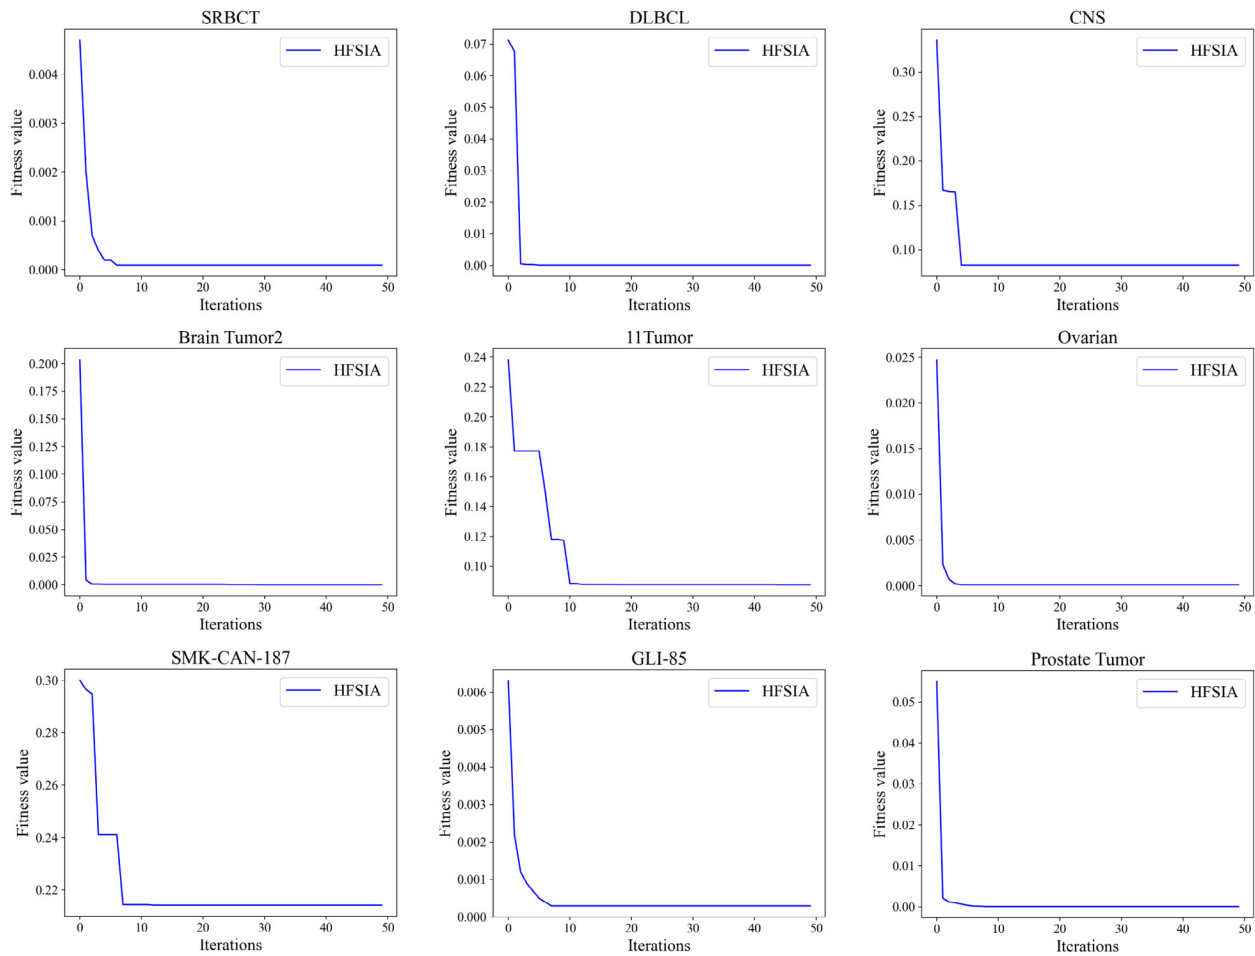 SRBCT
HFSIA
0.004
0.003
0.002
0.001
0.000
Fitness value
0 10 20 30 40 50
Iterations
DLBCL
HFSIA
0.07
0.06
0.05
0.04
0.03
0.02
0.01
0.00
Fitness value
0 10 20 30 40 50
Iterations
CNS
HFSIA
0.30
0.25
0.20
0.15
0.10
Fitness value
0 10 20 30 40 50
Iterations
Brain Tumor2
HFSIA
0.200
0.175
0.150
0.125
0.100
0.075
0.050
0.025
0.000
Fitness value
0 10 20 30 40 50
Iterations
11Tumor
HFSIA
0.24
0.22
0.20
0.18
0.16
0.14
0.12
0.10
Fitness value
0 10 20 30 40 50
Iterations
Ovarian
HFSIA
0.025
0.020
0.015
0.010
0.005
0.000
Fitness value
0 10 20 30 40 50
Iterations
SMK-CAN-187
HFSIA
0.30
0.28
0.26
0.24
0.22
Fitness value
0 10 20 30 40 50
Iterations
GLI-85
HFSIA
0.006
0.005
0.004
0.003
0.002
0.001
0.000
Fitness value
0 10 20 30 40 50
Iterations
Prostate Tumor
HFSIA
0.05
0.04
0.03
0.02
0.01
0.00
Fitness value
0 10 20 30 40 50
Iterations